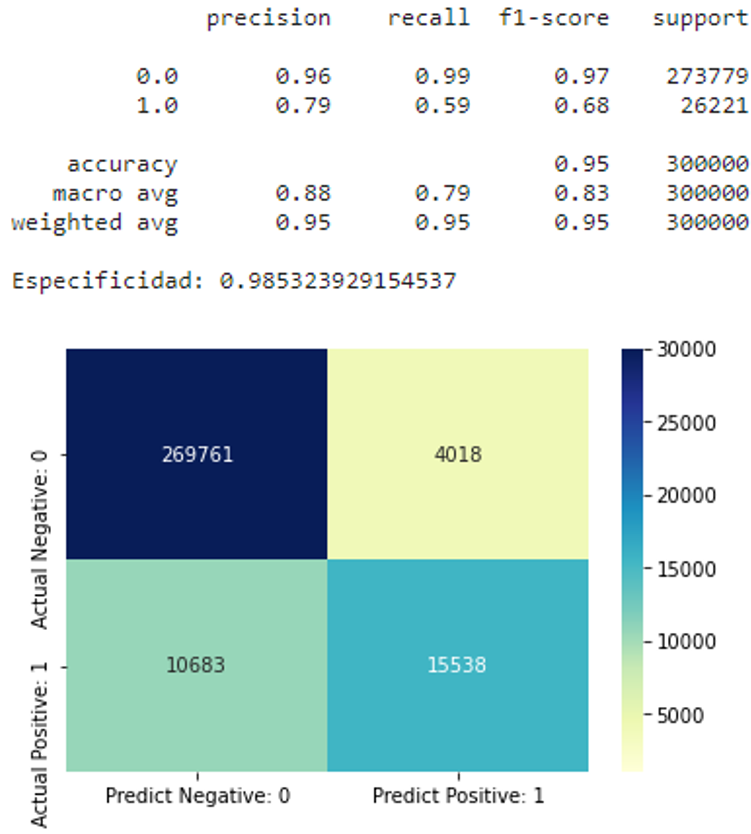 precision recall f1-score support
0.0 0.96 0.99 0.97 273779
1.0 0.79 0.59 0.68 26221
accuracy 0.95 300000
macro avg 0.88 0.79 0.83 300000
weighted avg 0.95 0.95 0.95 300000
Especificidad: 0.985323929154537
Actual Negative: 0
Actual Positive: 1
269761 4018
10683 15538
Predict Negative: 0 Predict Positive: 1
30000
25000
20000
15000
10000
5000